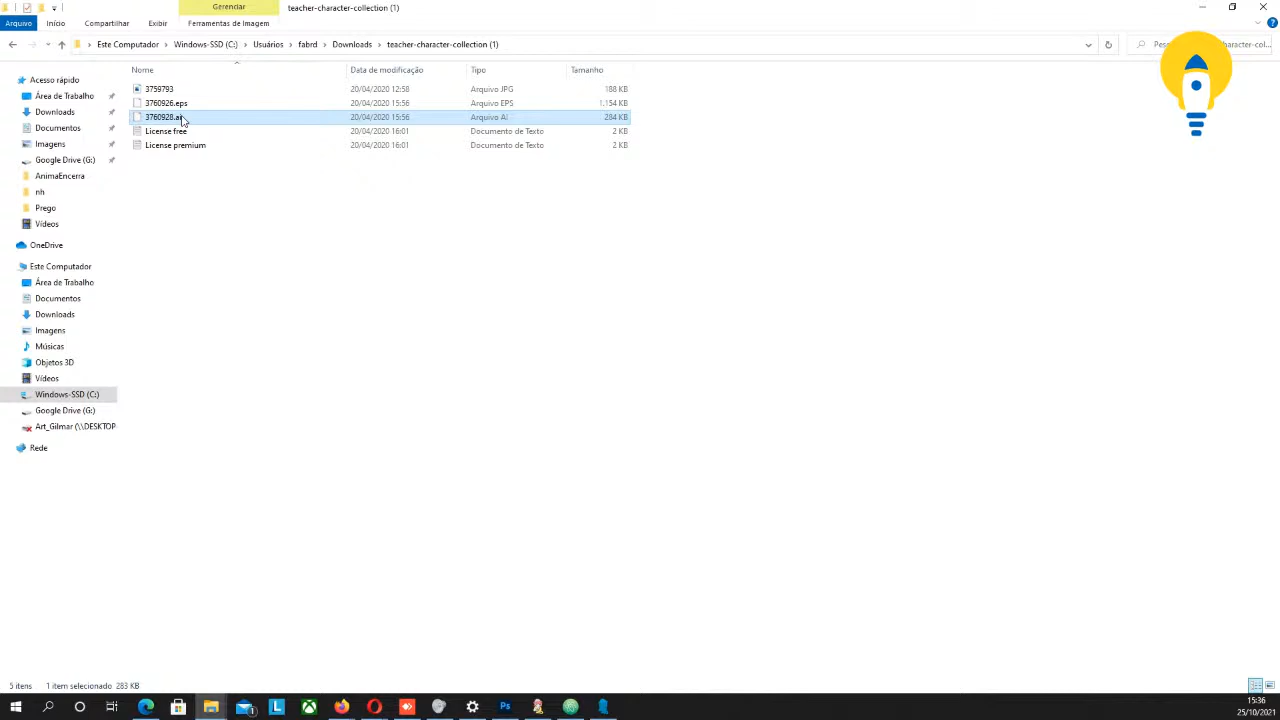 Gerenciar
teacher-character-collection (1)
Arquivo
Início
Compartilhar
Exibir
Ferramentas de Imagem
Este Computador > Windows-SSD (C:) > Usuários > fabrd > Downloads > teacher-character-collection (1)
Nome
Data de modificação
Tipo
Tamanho
3759793 20/04/2020 12:58 Arquivo JPG 188 KB
3760926.eps 20/04/2020 15:56 Arquivo EPS 1.154 KB
3760928.ai 20/04/2020 15:56 Arquivo AI 284 KB
License free 20/04/2020 16:01 Documento de Texto 2 KB
License premium 20/04/2020 16:01 Documento de Texto 2 KB
Acesso rápido
Área de Trabalho
Downloads
Documentos
Imagens
Google Drive (G:)
AnimaEncerra
nh
Prego
Vídeos
OneDrive
Este Computador
Área de Trabalho
Documentos
Downloads
Imagens
Músicas
Objetos 3D
Vídeos
Windows-SSD (C:)
Google Drive (G:)
Art_Gilmar (\\DESKTOP
Rede
5 itens 1 item selecionado 283 KB
L
Ps
15:36
25/10/2021